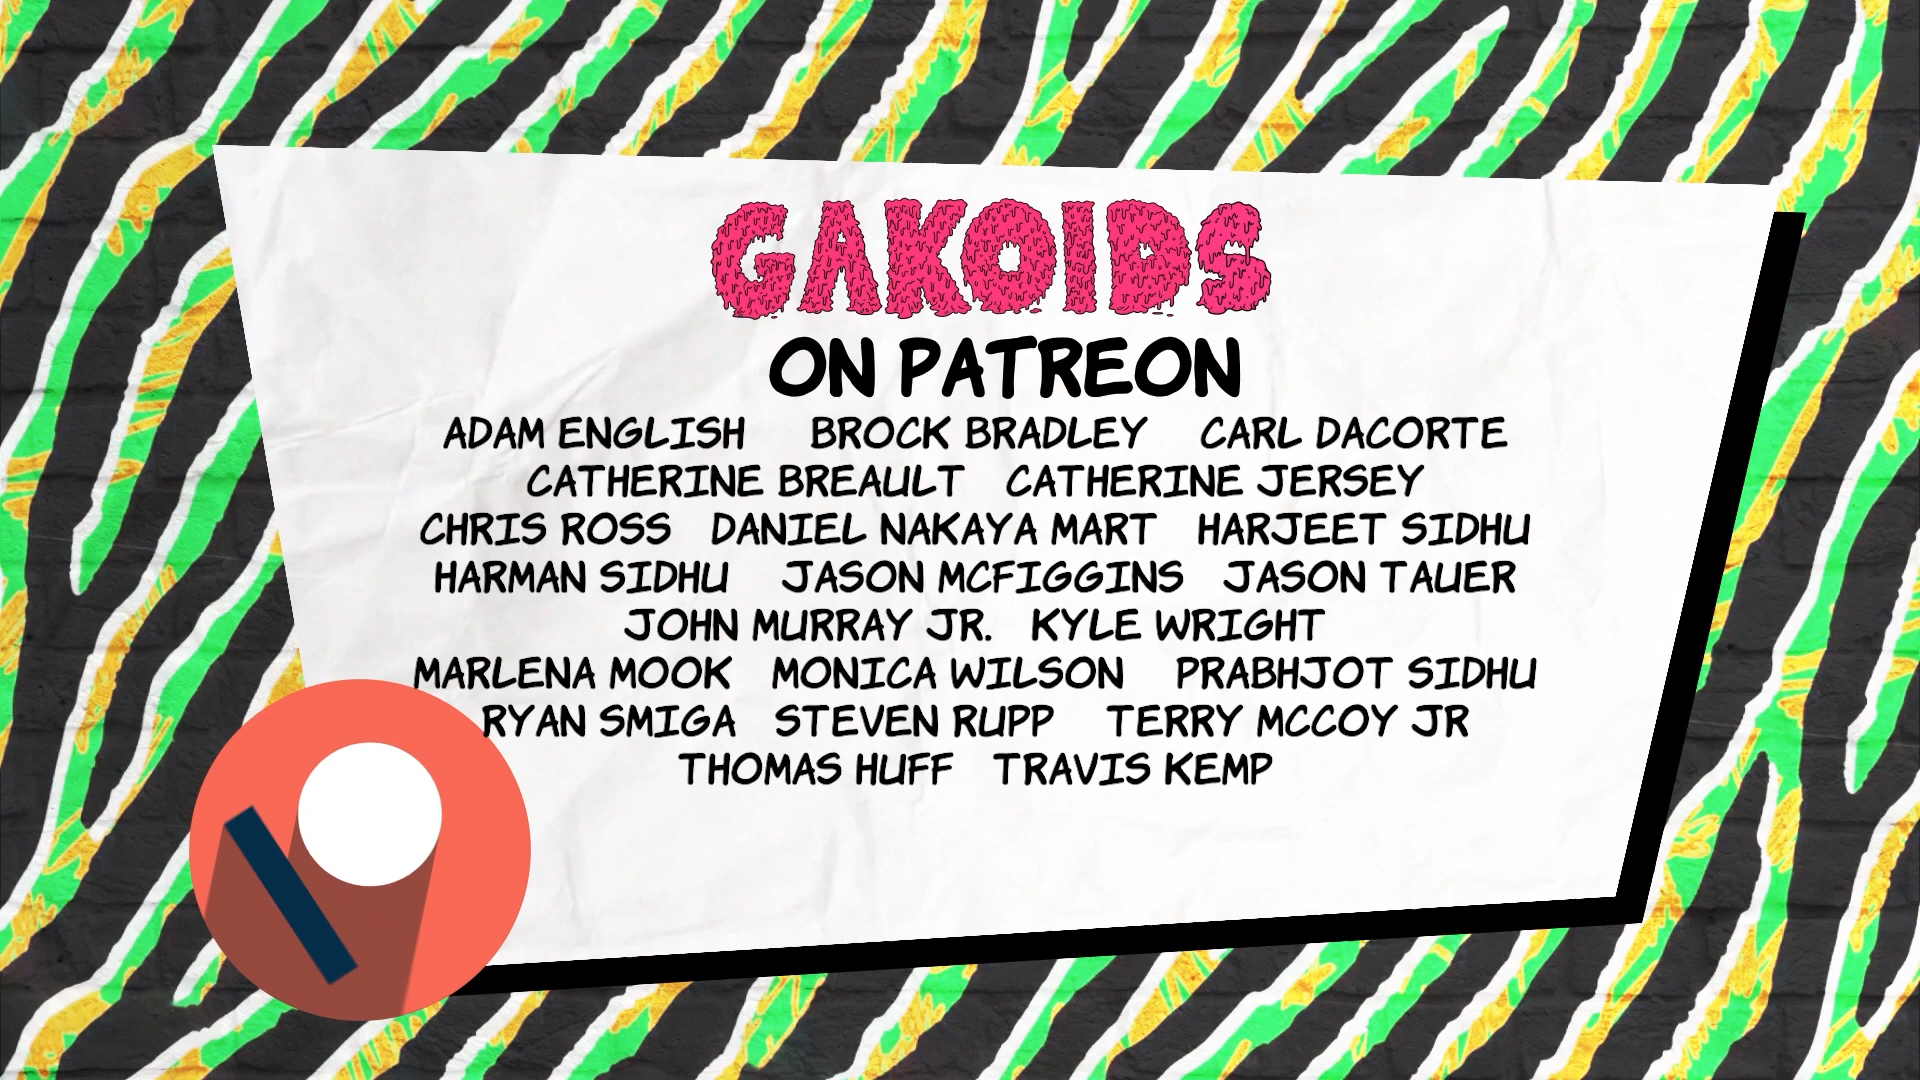 GAKOIDS
ON PATREON
ADAM ENGLISH BROCK BRADLEY CARL DACORTE
CATHERINE BREAULT CATHERINE JERSEY
CHRIS ROSS DANIEL NAKAYA MART HARJEET SIDHU
HARMAN SIDHU JASON MCFIGGINS JASON TAUER
JOHN MURRAY JR. KYLE WRIGHT
MARLENA MOOK MONICA WILSON PRABHJOT SIDHU
RYAN SMIGA STEVEN RUPP TERRY MCCOY JR
THOMAS HUFF TRAVIS KEMP